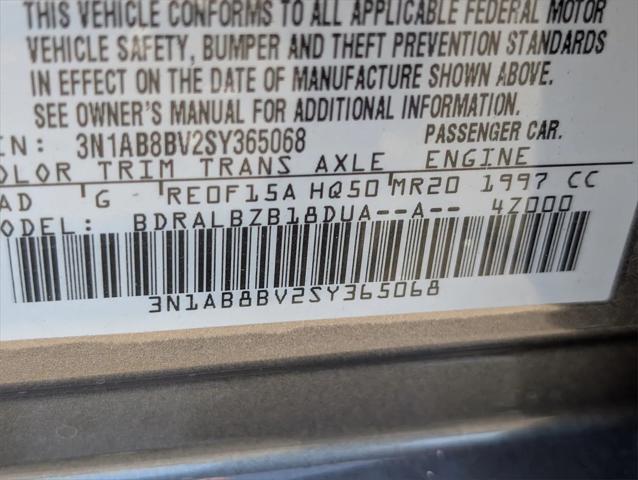 THIS VEHICLE CONFORMS TO ALL APPLICABLE FEDERAL MOTOR
VEHICLE SAFETY, BUMPER AND THEFT PREVENTION STANDARDS
IN EFFECT ON THE DATE OF MANUFACTURE SHOWN ABOVE.
SEE OWNER'S MANUAL FOR ADDITIONAL INFORMATION.
IN: 3N1AB8BV2SY365068 PASSENGER CAR.
OLOR TRIM TRANS AXLE ENGINE
AD G RE0F15A HQ50 MR20 1997 CC
ODEL: BDRALBZB18DUA--A-- 4Z000
3N1AB8BV2SY365068